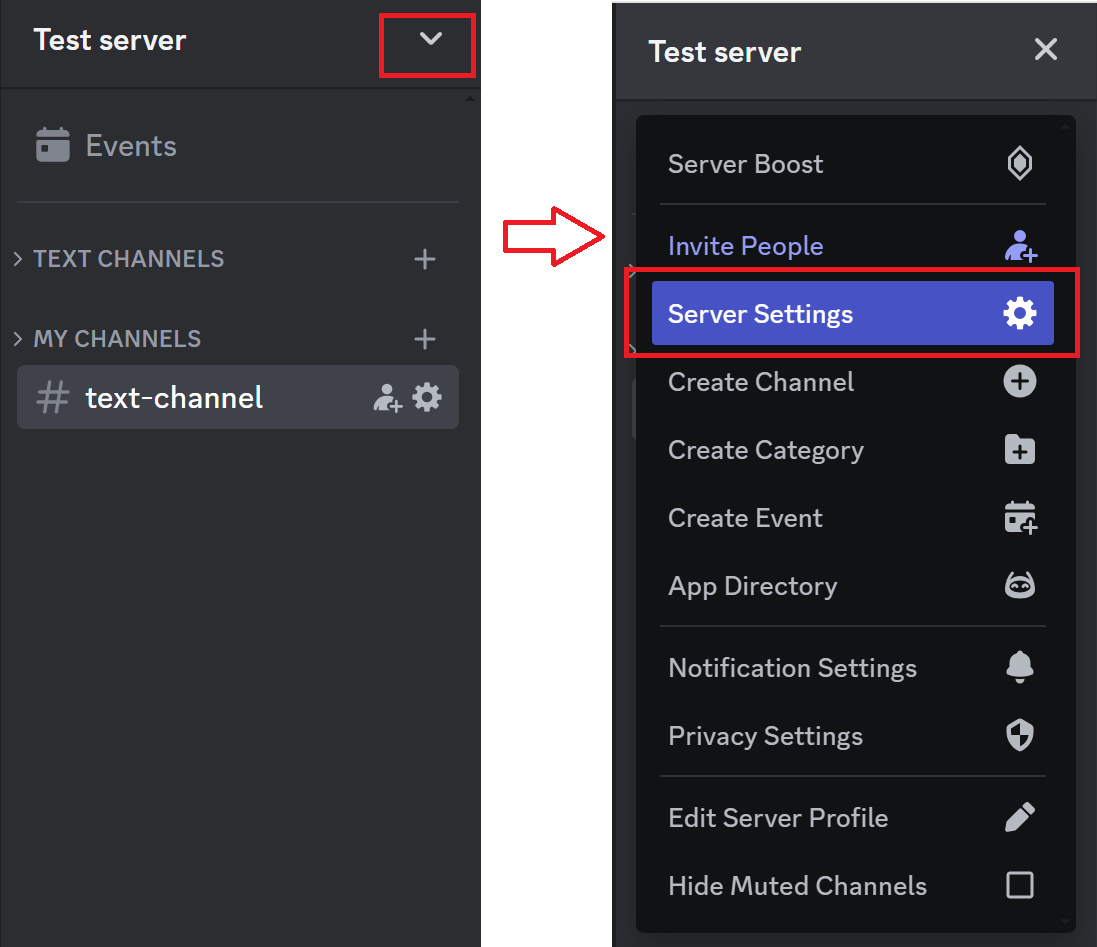 Test server
Events
TEXT CHANNELS
MY CHANNELS
text-channel
Test server
Server Boost
Invite People
Server Settings
Create Channel
Create Category
Create Event
App Directory
Notification Settings
Privacy Settings
Edit Server Profile
Hide Muted Channels